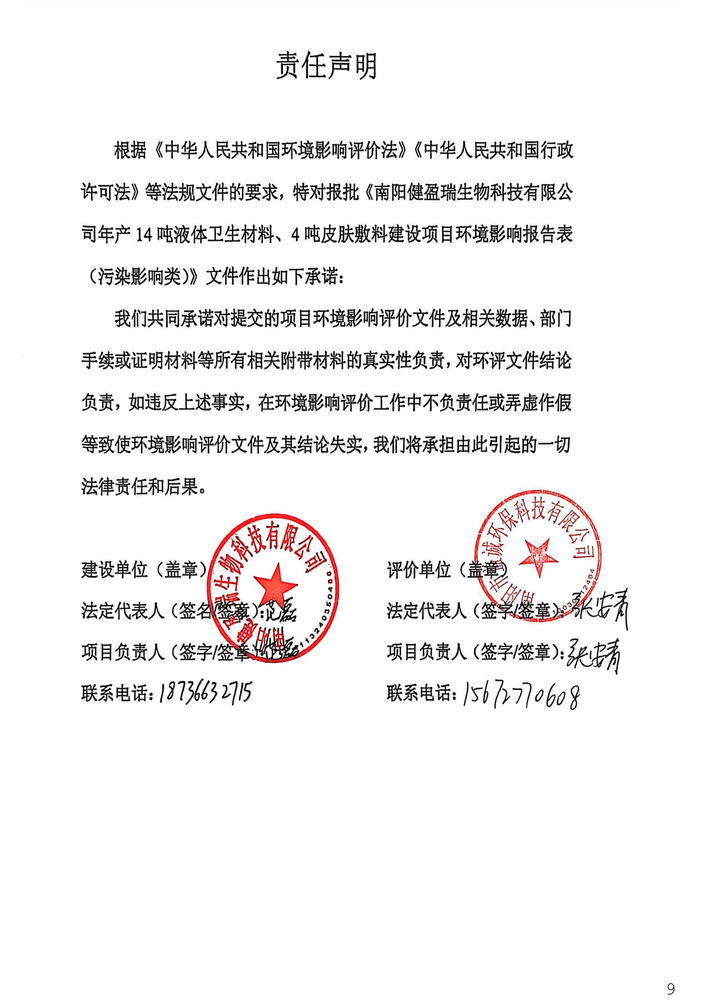 责任声明
根据《中华人民共和国环境影响评价法》《中华人民共和国行政
许可法》等法规文件的要求，特对报批《南阳健盈瑞生物科技有限公
司年产14吨液体卫生材料、4吨皮肤敷料建设项目环境影响报告表
（污染影响类）》文件作出如下承诺：
我们共同承诺对提交的项目环境影响评价文件及相关数据、部门
手续或证明材料等所有相关附带材料的真实性负责，对环评文件结论
负责，如违反上述事实，在环境影响评价工作中不负责任或弄虚作假
等致使环境影响评价文件及其结论失实，我们将承担由此引起的一切
法律责任和后果。
建设单位（盖章）
法定代表人（签名/签章）：范磊
项目负责人（签字/签章）：范磊
联系电话：18736632715
南阳健盈瑞生物科技有限公司
4113240350486
评价单位（盖章）
法定代表人（签字/签章）：张安青
项目负责人（签字/签章）：张安青
联系电话：15672770608
诚环保科技有限公司
9